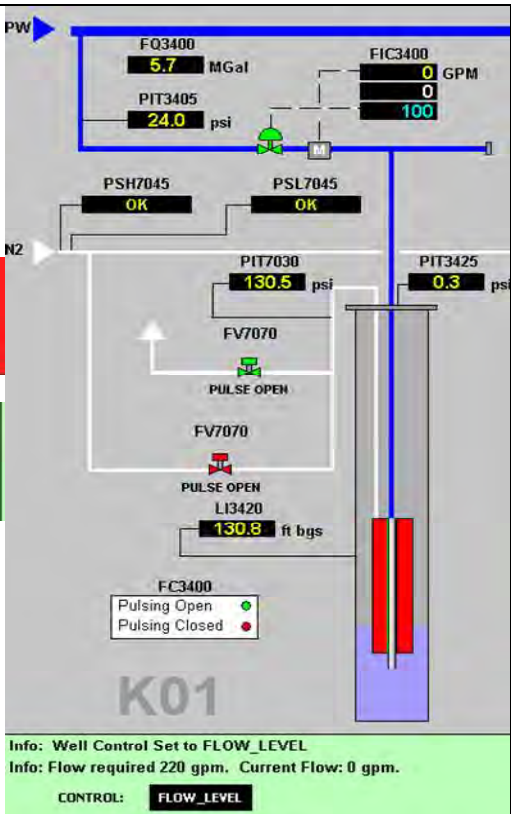 PW
FQ3400
5.7 MGal
FIC3400
0 GPM
0
100
PIT3405
24.0 psi
M
PSH7045
OK
PSL7045
OK
N2
PIT7030
130.5 psi
PIT3425
0.3 psi
FV7070
PULSE OPEN
FV7070
PULSE OPEN
LI3420
130.8 ft bgs
FC3400
Pulsing Open
Pulsing Closed
K01
Info: Well Control Set to FLOW_LEVEL
Info: Flow required 220 gpm. Current Flow: 0 gpm.
CONTROL: FLOW_LEVEL